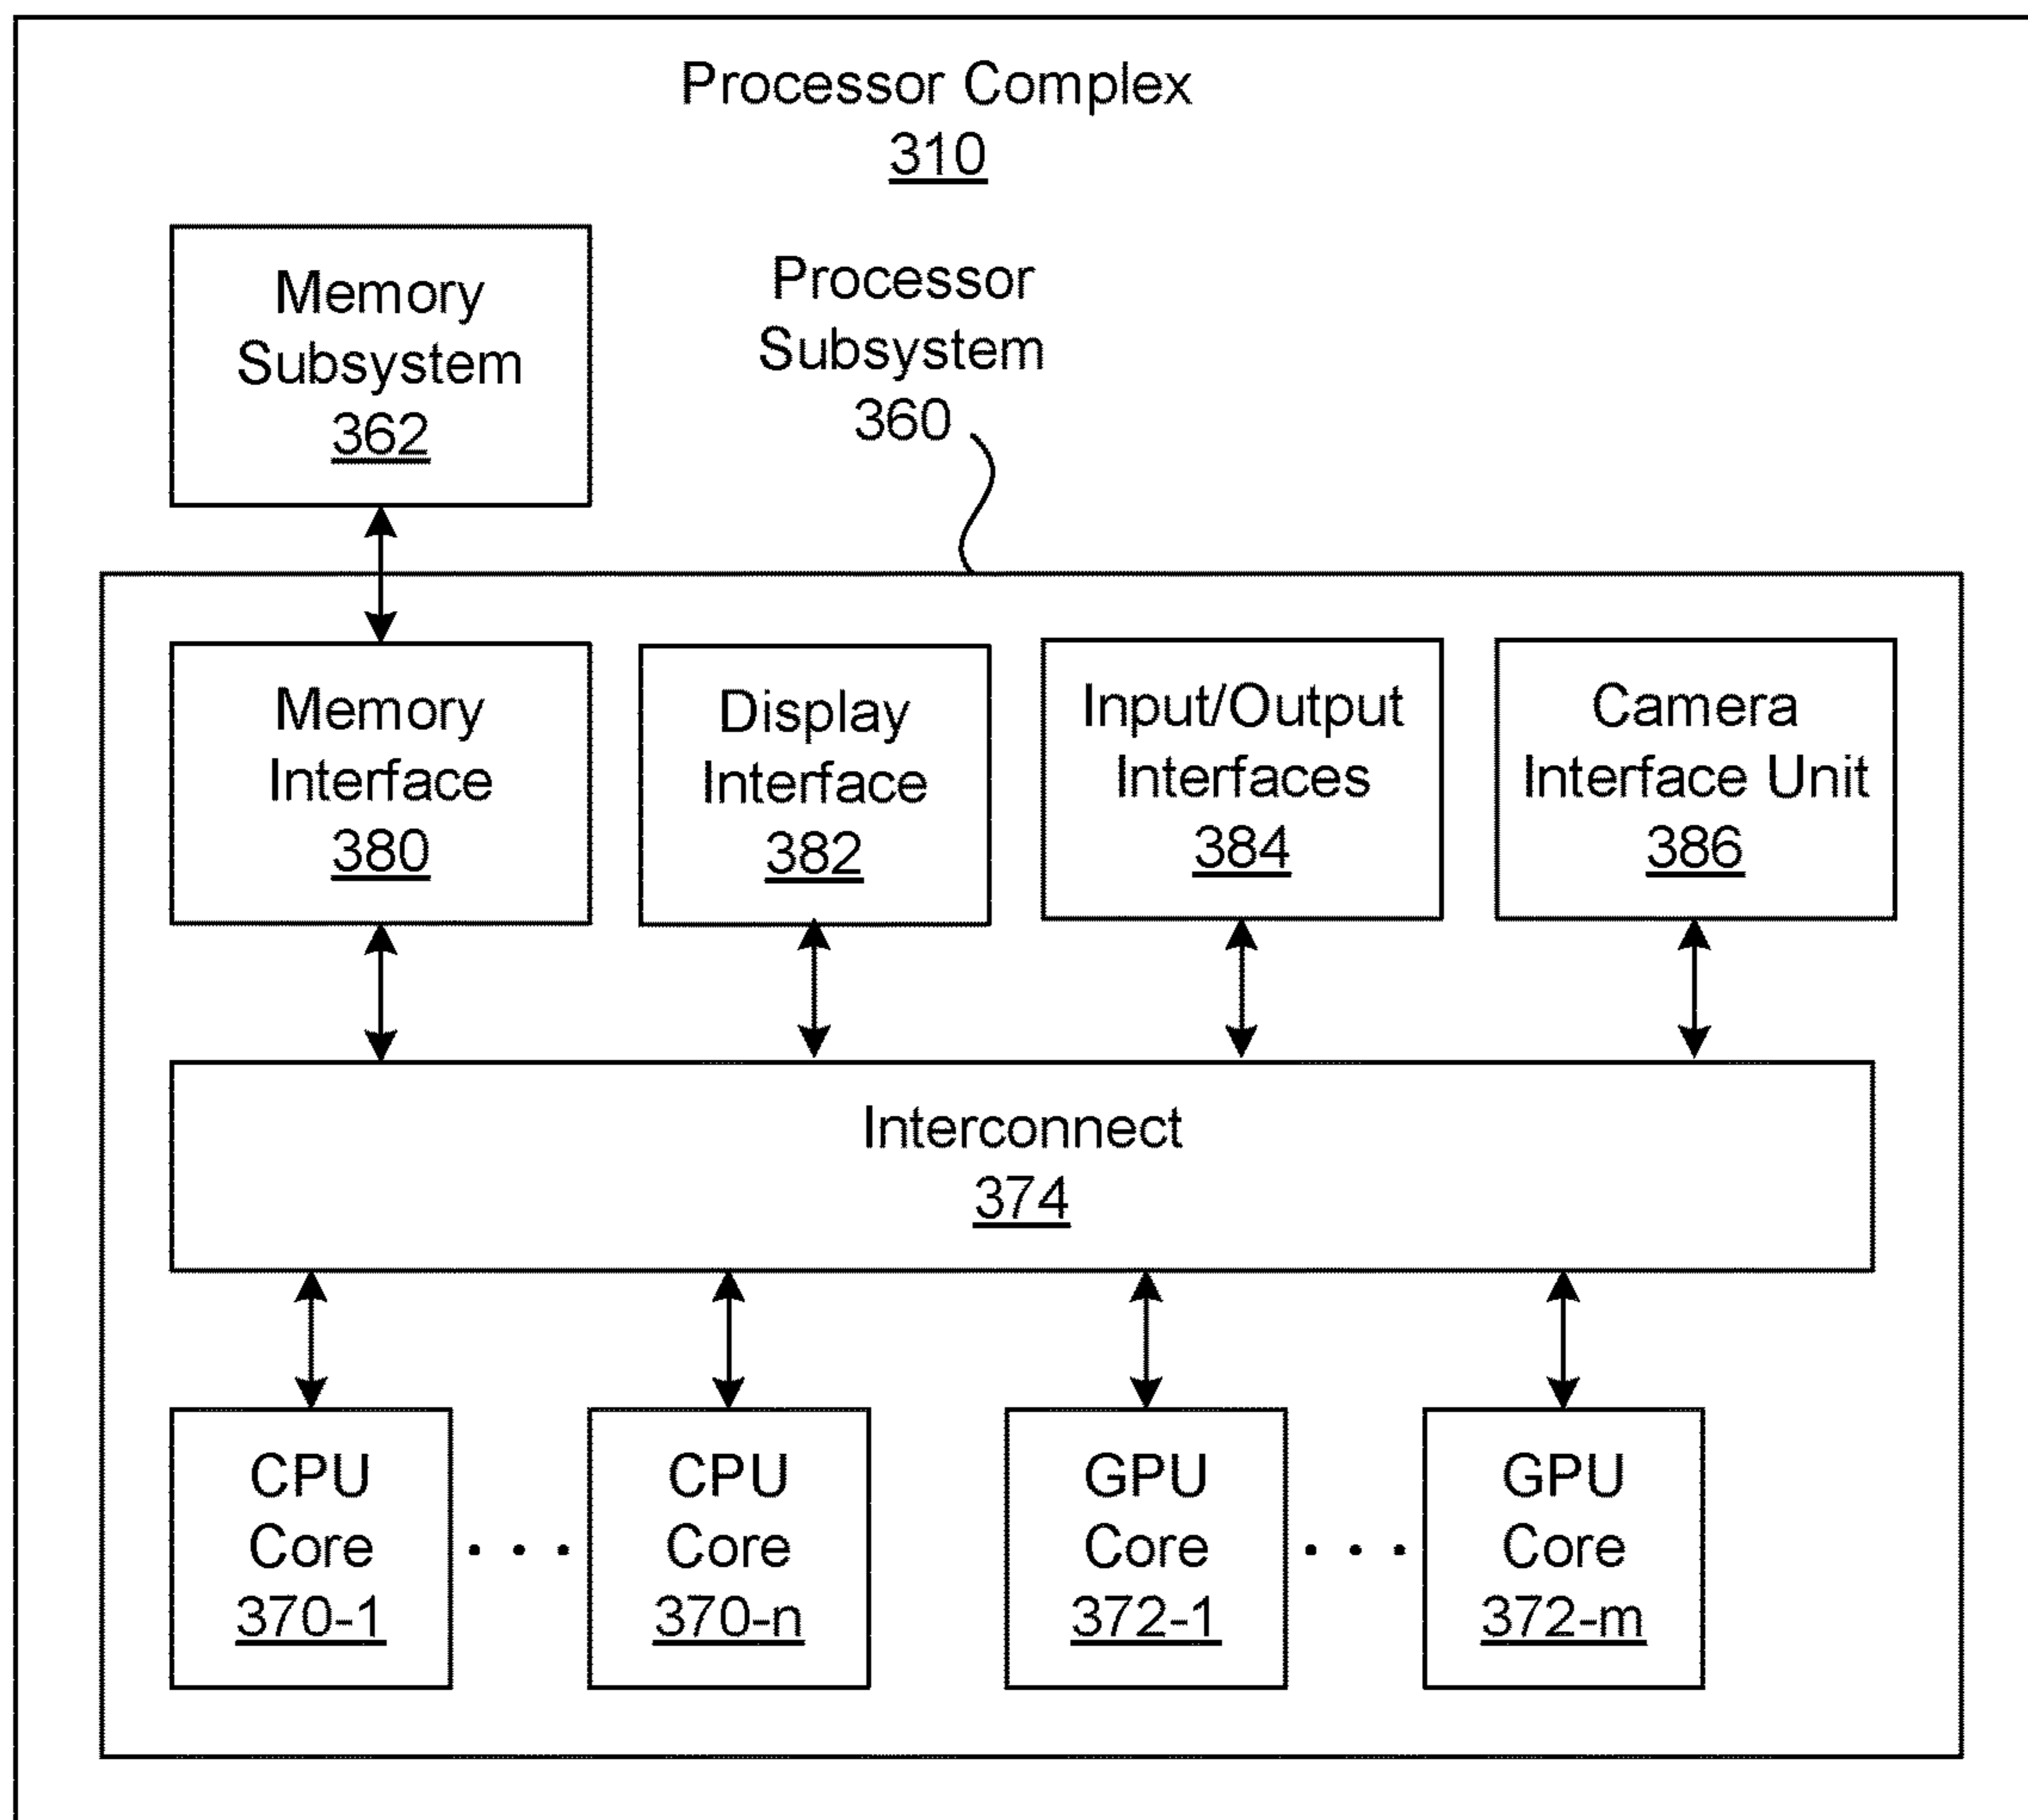 Processor Complex
310
Memory
Subsystem
362
Processor
Subsystem
360
Memory
Interface
380
Display
Interface
382
Input/Output
Interfaces
384
Camera
Interface Unit
386
Interconnect
374
CPU
Core
370-1
. . .
CPU
Core
370-n
GPU
Core
372-1
. . .
GPU
Core
372-m